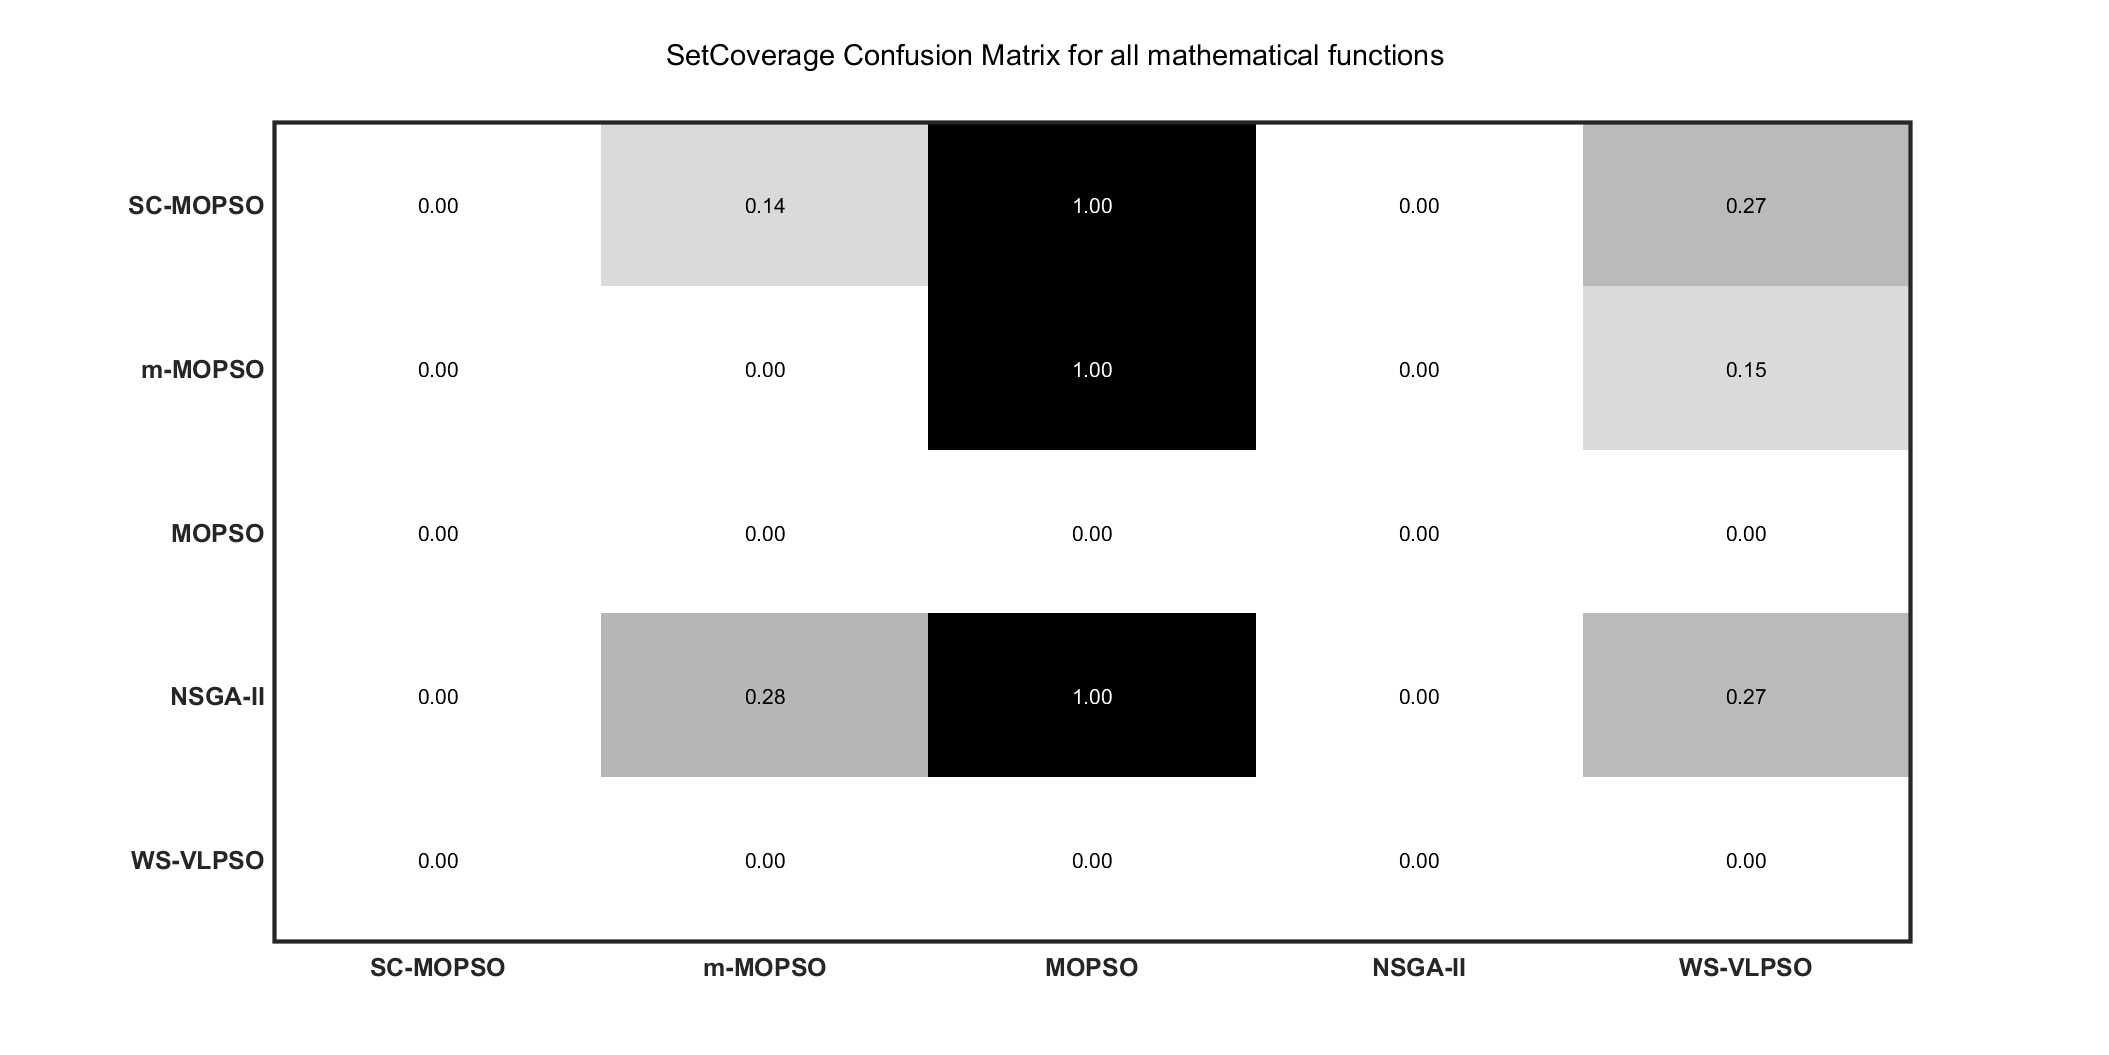 SetCoverage Confusion Matrix for all mathematical functions
SC-MOPSO 0.00 0.14 1.00 0.00 0.27
m-MOPSO 0.00 0.00 1.00 0.00 0.15
MOPSO 0.00 0.00 0.00 0.00 0.00
NSGA-II 0.00 0.28 1.00 0.00 0.27
WS-VLPSO 0.00 0.00 0.00 0.00 0.00
SC-MOPSO m-MOPSO MOPSO NSGA-II WS-VLPSO